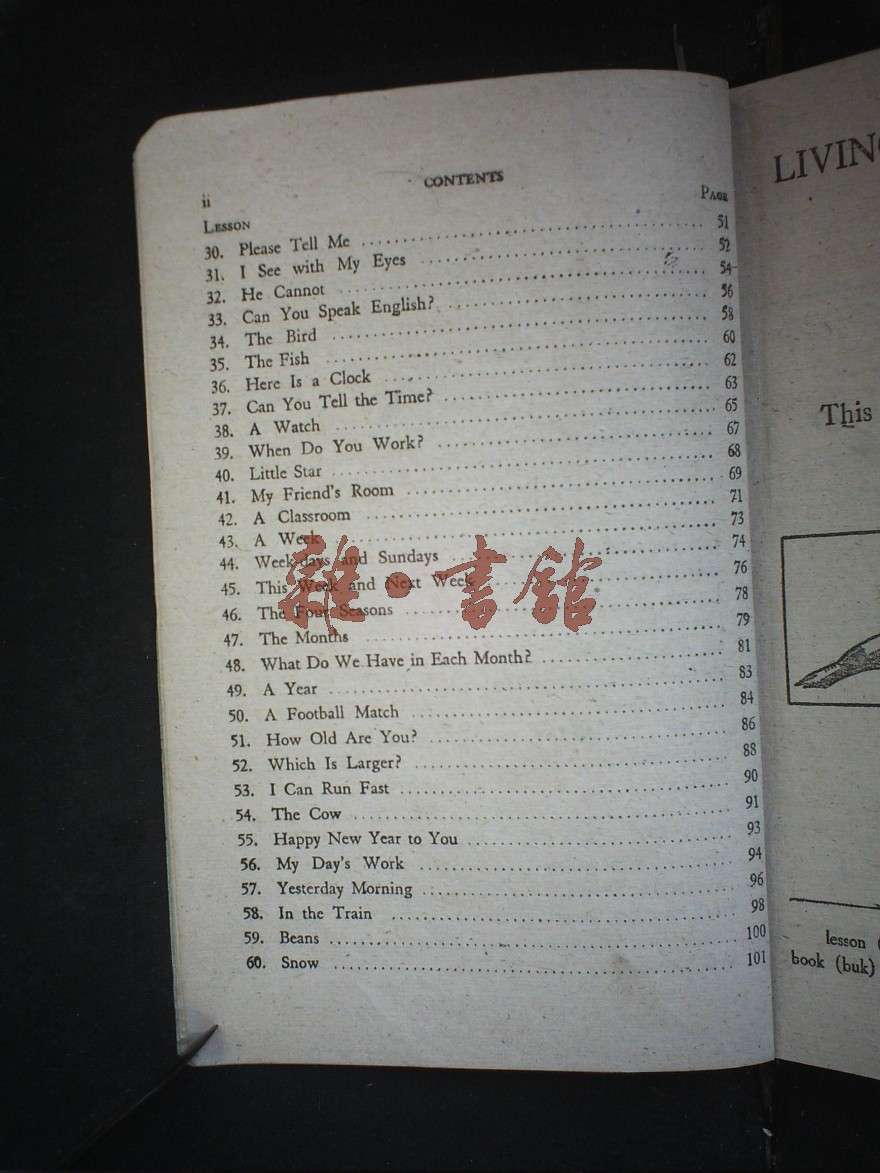 ii CONTENTS
LESSON PAGE
30. Please Tell Me .......... 51
31. I See with My Eyes .......... 52
32. He Cannot .......... 54
33. Can You Speak English? .......... 56
34. The Bird .......... 58
35. The Fish .......... 60
36. Here Is a Clock .......... 62
37. Can You Tell the Time? .......... 63
38. A Watch .......... 65
39. When Do You Work? .......... 67
40. Little Star .......... 68
41. My Friend's Room .......... 69
42. A Classroom .......... 71
43. A Week .......... 73
44. Week-days and Sundays .......... 74
45. This Week and Next Week .......... 76
46. The Four Seasons .......... 78
47. The Months .......... 79
48. What Do We Have in Each Month? .......... 81
49. A Year .......... 83
50. A Football Match .......... 84
51. How Old Are You? .......... 86
52. Which Is Larger? .......... 88
53. I Can Run Fast .......... 90
54. The Cow .......... 91
55. Happy New Year to You .......... 93
56. My Day's Work .......... 94
57. Yesterday Morning .......... 96
58. In the Train .......... 98
59. Beans .......... 100
60. Snow .......... 101
雜·書館
LIVING
This
lesson (
book (buk)